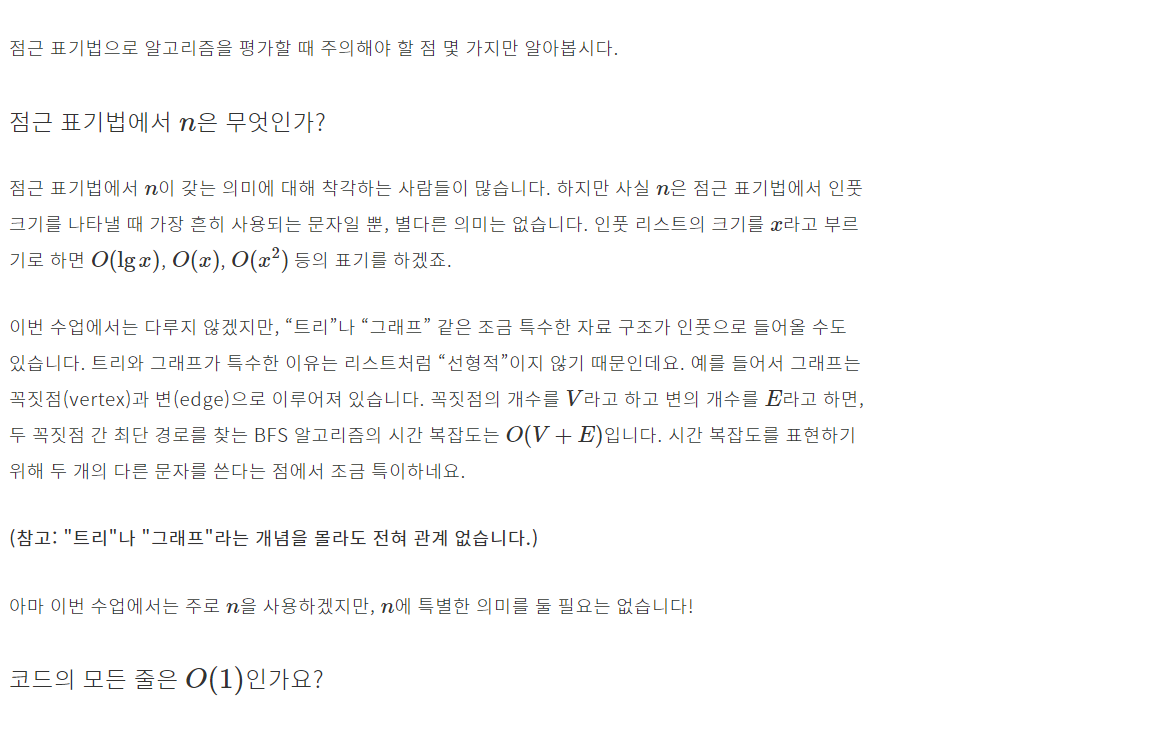 점근 표기법으로 알고리즘을 평가할 때 주의해야 할 점 몇 가지만 알아봅시다.
점근 표기법에서 n은 무엇인가?
점근 표기법에서 n이 갖는 의미에 대해 착각하는 사람들이 많습니다. 하지만 사실 n은 점근 표기법에서 인풋
크기를 나타낼 때 가장 흔히 사용되는 문자일 뿐, 별다른 의미는 없습니다. 인풋 리스트의 크기를 x라고 부르
기로 하면 O(lg x), O(x), O(x²) 등의 표기를 하겠죠.
이번 수업에서는 다루지 않겠지만, “트리”나 “그래프” 같은 조금 특수한 자료 구조가 인풋으로 들어올 수도
있습니다. 트리와 그래프가 특수한 이유는 리스트처럼 “선형적”이지 않기 때문인데요. 예를 들어서 그래프는
꼭짓점(vertex)과 변(edge)으로 이루어져 있습니다. 꼭짓점의 개수를 V라고 하고 변의 개수를 E라고 하면,
두 꼭짓점 간 최단 경로를 찾는 BFS 알고리즘의 시간 복잡도는 O(V + E)입니다. 시간 복잡도를 표현하기
위해 두 개의 다른 문자를 쓴다는 점에서 조금 특이하네요.
(참고: "트리"나 "그래프"라는 개념을 몰라도 전혀 관계 없습니다.)
아마 이번 수업에서는 주로 n을 사용하겠지만, n에 특별한 의미를 둘 필요는 없습니다!
코드의 모든 줄은 O(1)인가요?